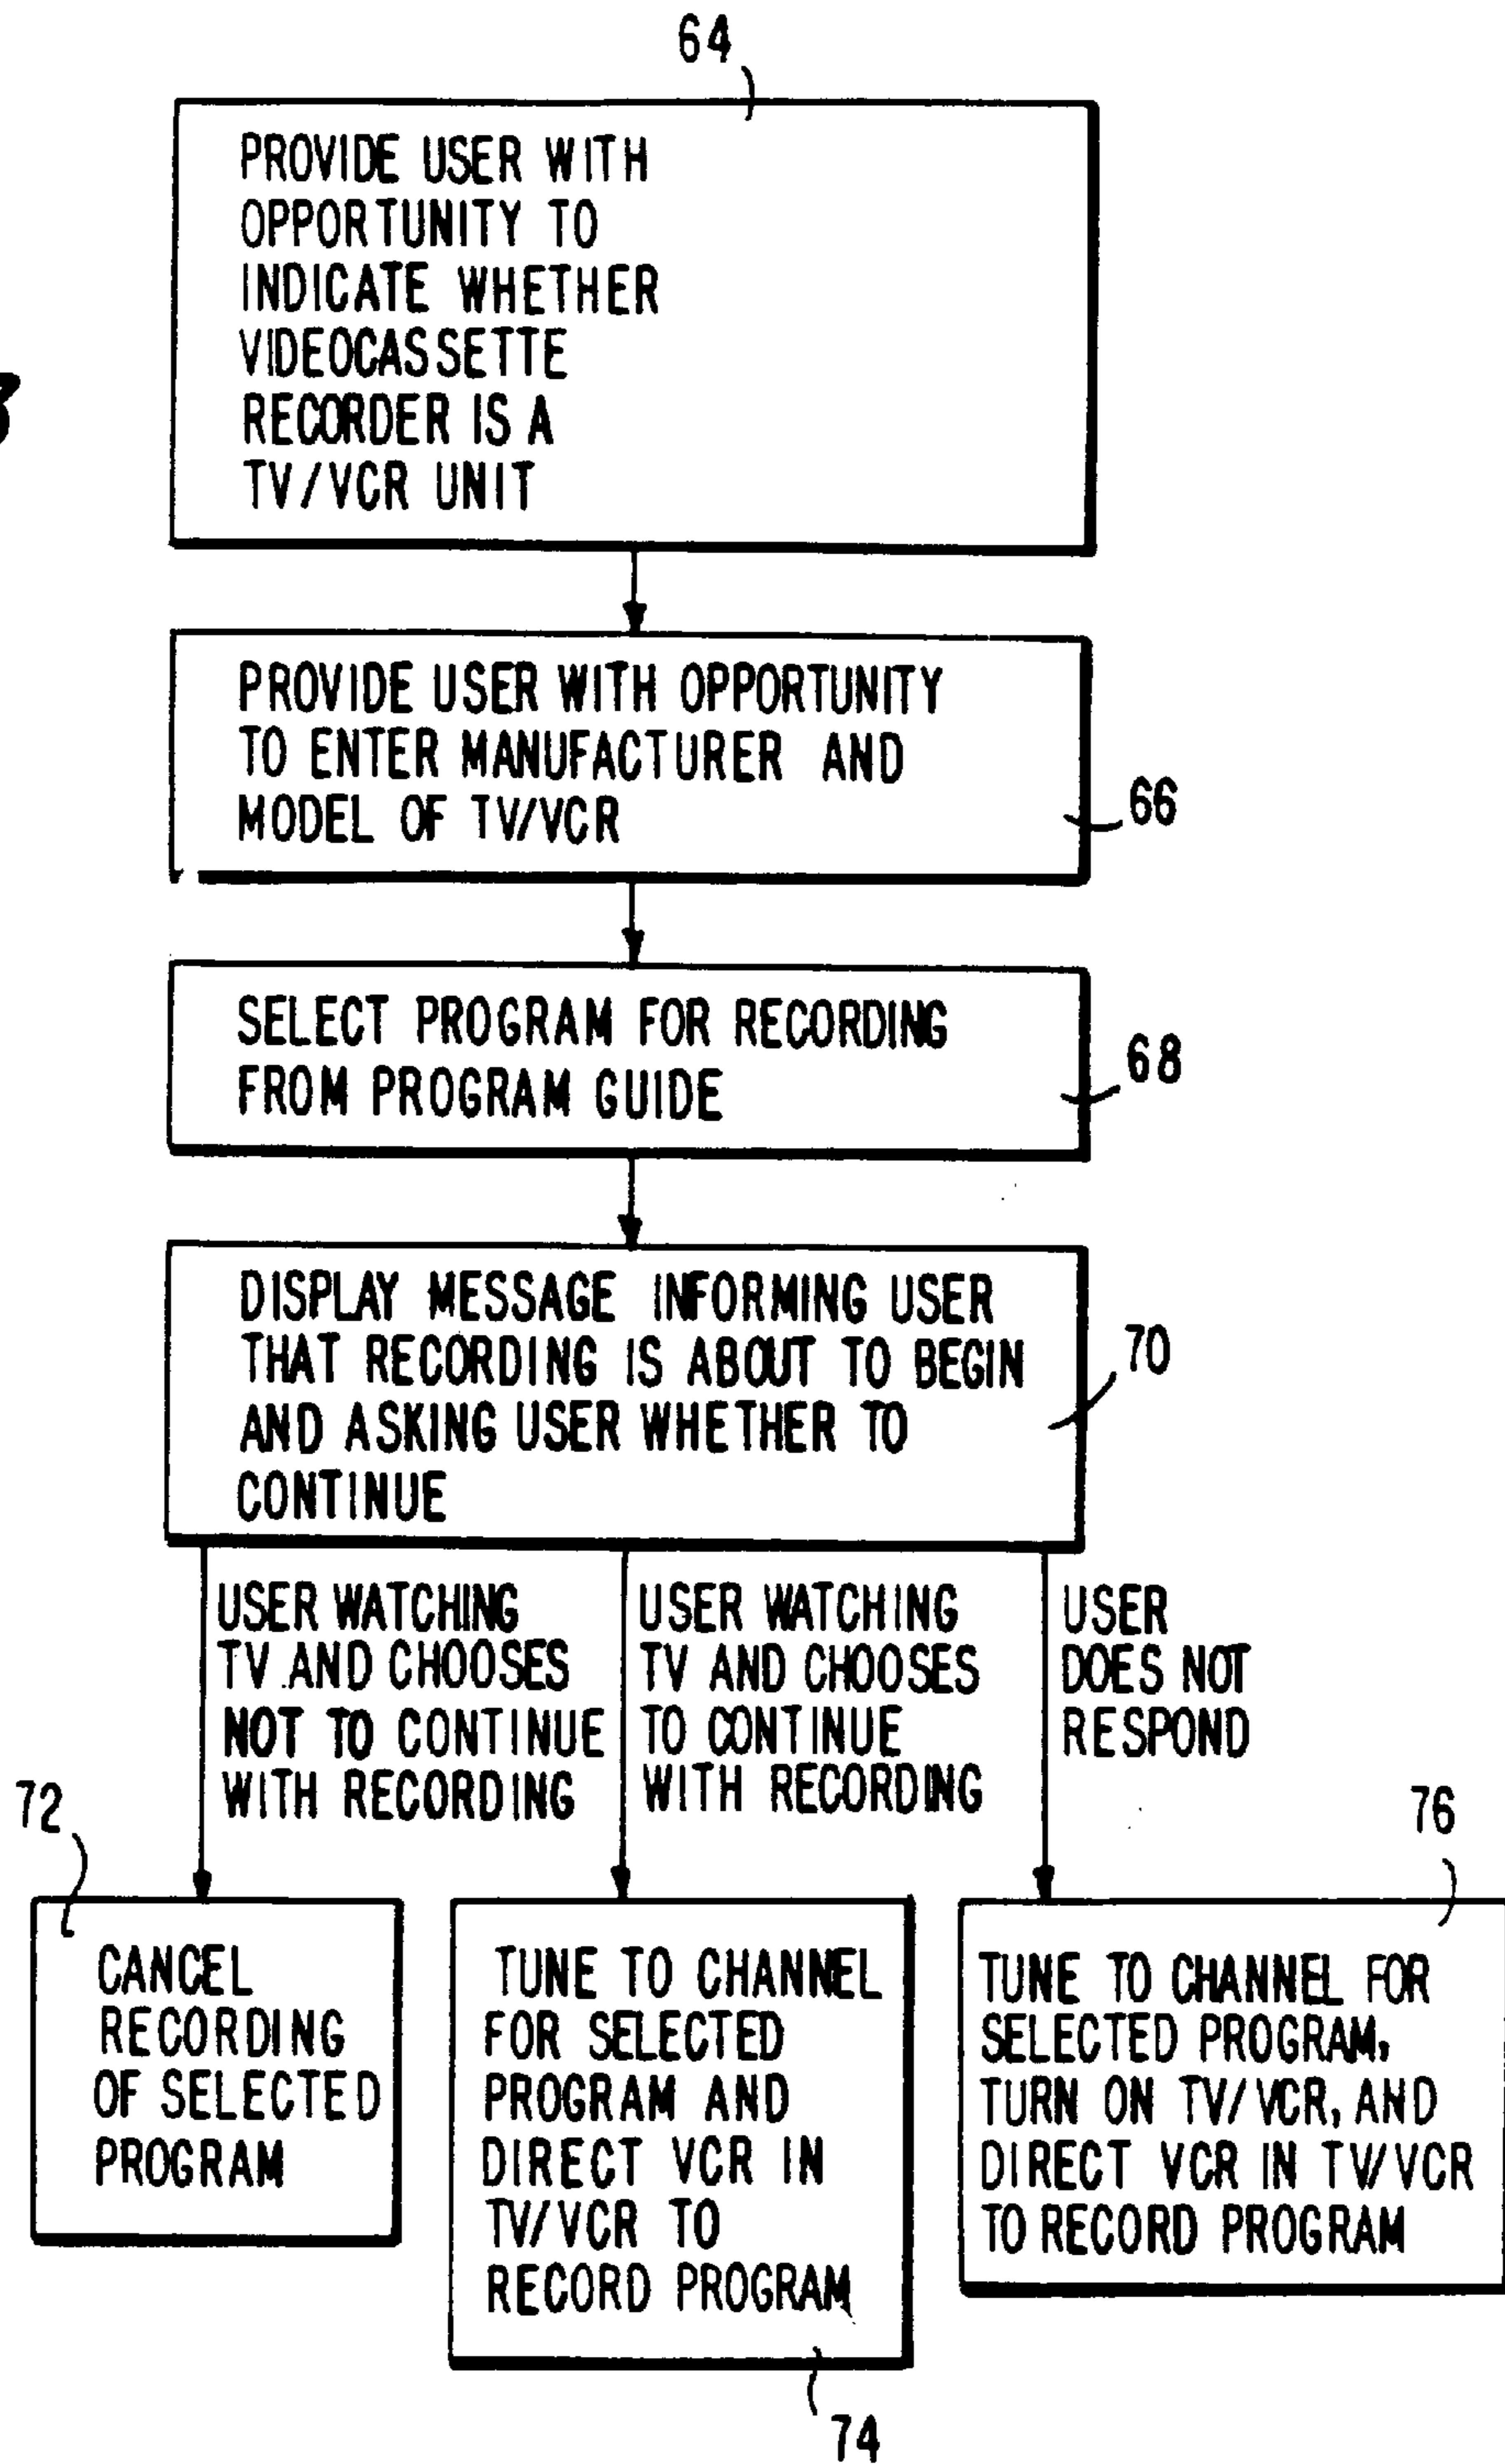 64
PROVIDE USER WITH
OPPORTUNITY TO
INDICATE WHETHER
VIDEOCASSETTE
RECORDER IS A
TV/VCR UNIT
PROVIDE USER WITH OPPORTUNITY
TO ENTER MANUFACTURER AND
MODEL OF TV/VCR
66
SELECT PROGRAM FOR RECORDING
FROM PROGRAM GUIDE
68
DISPLAY MESSAGE INFORMING USER
THAT RECORDING IS ABOUT TO BEGIN
AND ASKING USER WHETHER TO
CONTINUE
70
USER WATCHING
TV AND CHOOSES
NOT TO CONTINUE
WITH RECORDING
USER WATCHING
TV AND CHOOSES
TO CONTINUE
WITH RECORDING
USER
DOES NOT
RESPOND
72
CANCEL
RECORDING
OF SELECTED
PROGRAM
TUNE TO CHANNEL
FOR SELECTED
PROGRAM AND
DIRECT VCR IN
TV/VCR TO
RECORD PROGRAM
74
76
TUNE TO CHANNEL FOR
SELECTED PROGRAM,
TURN ON TV/VCR, AND
DIRECT VCR IN TV/VCR
TO RECORD PROGRAM